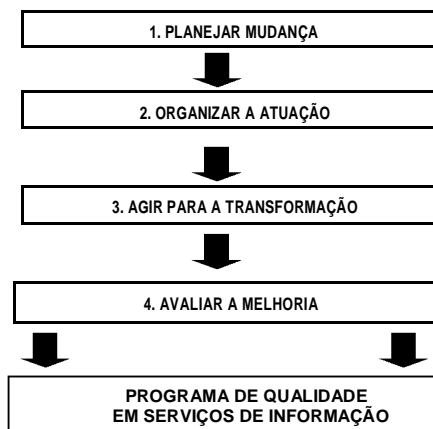 1. PLANEJAR MUDANÇA
2. ORGANIZAR A ATUAÇÃO
3. AGIR PARA A TRANSFORMAÇÃO
4. AVALIAR A MELHORIA
PROGRAMA DE QUALIDADE
EM SERVIÇOS DE INFORMAÇÃO